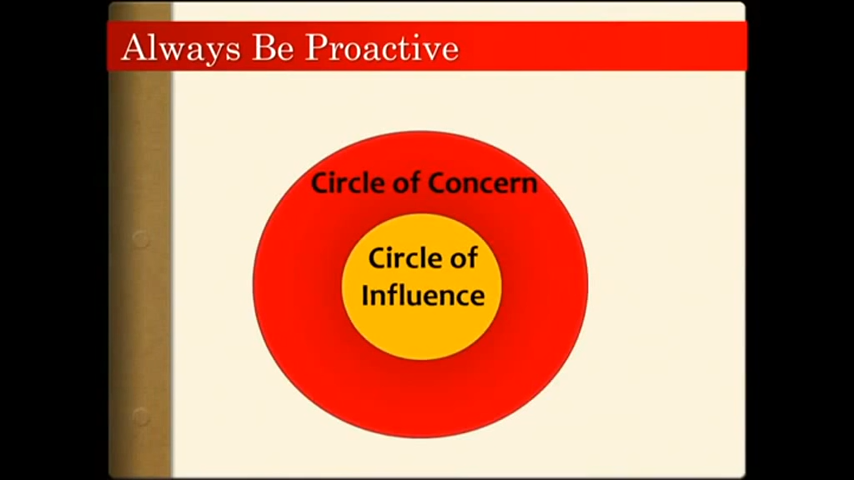 Always Be Proactive
Circle of Concern
Circle of
Influence